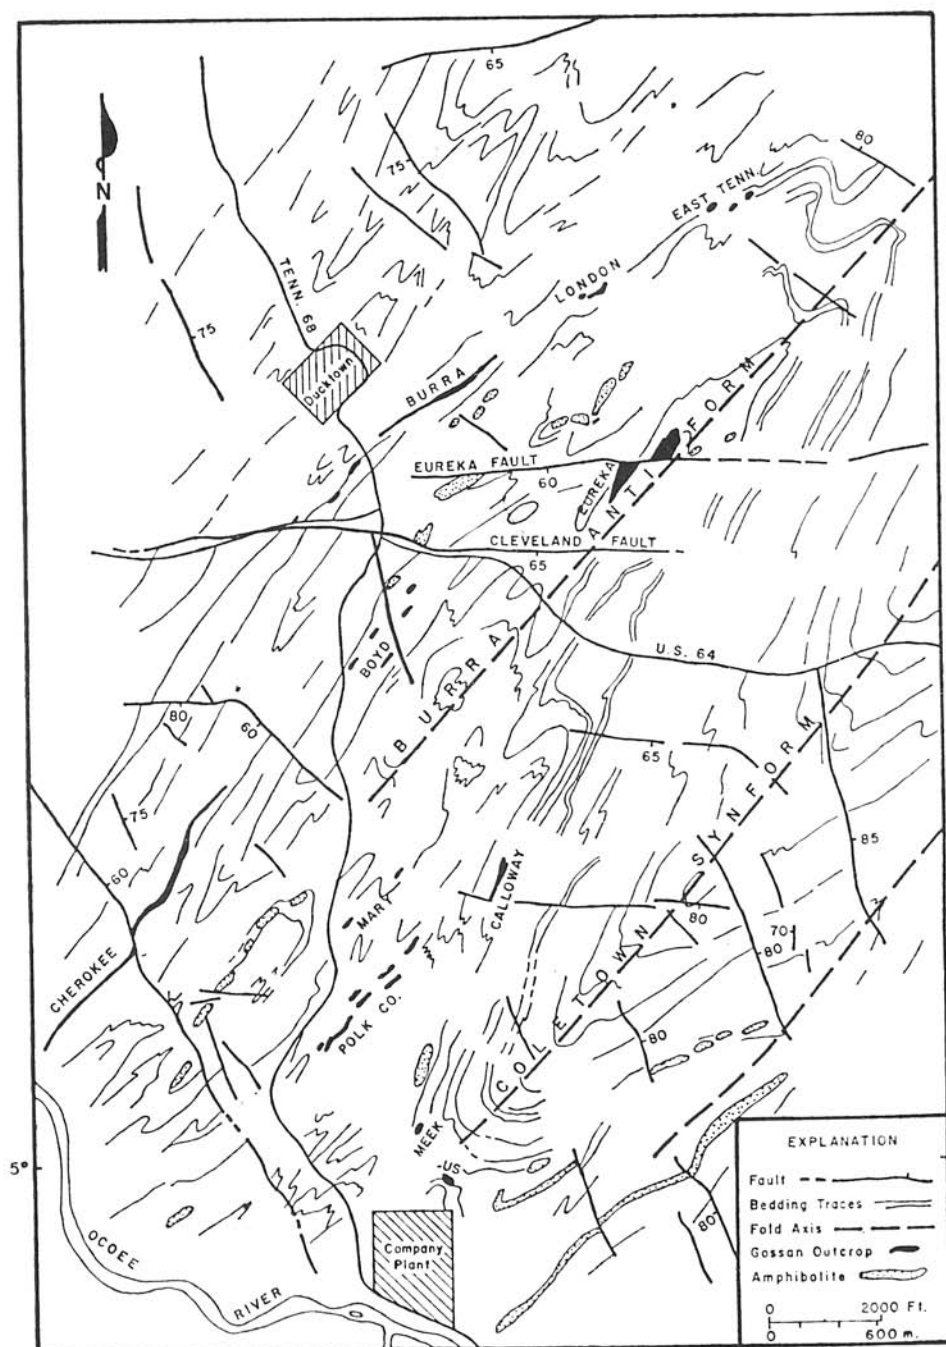 65
80
N
75
EAST TENN.
LONDON
TENN. 68
75
Ducktown
BURRA
EUREKA FAULT
60
EUREKA
CLEVELAND FAULT
65
BURRA ANTIFORM
U.S. 64
BOYD
80
60
65
75
60
85
COLETOWN SYNFORM
CALLOWAY
MARY
80
70
80
CHEROKEE
POLK CO.
80
MEEK
5°
US
80
Company
Plant
OCOEE
RIVER
EXPLANATION
Fault
Bedding Traces
Fold Axis
Gossan Outcrop
Amphibolite
0 2000 Ft.
0 600 m.